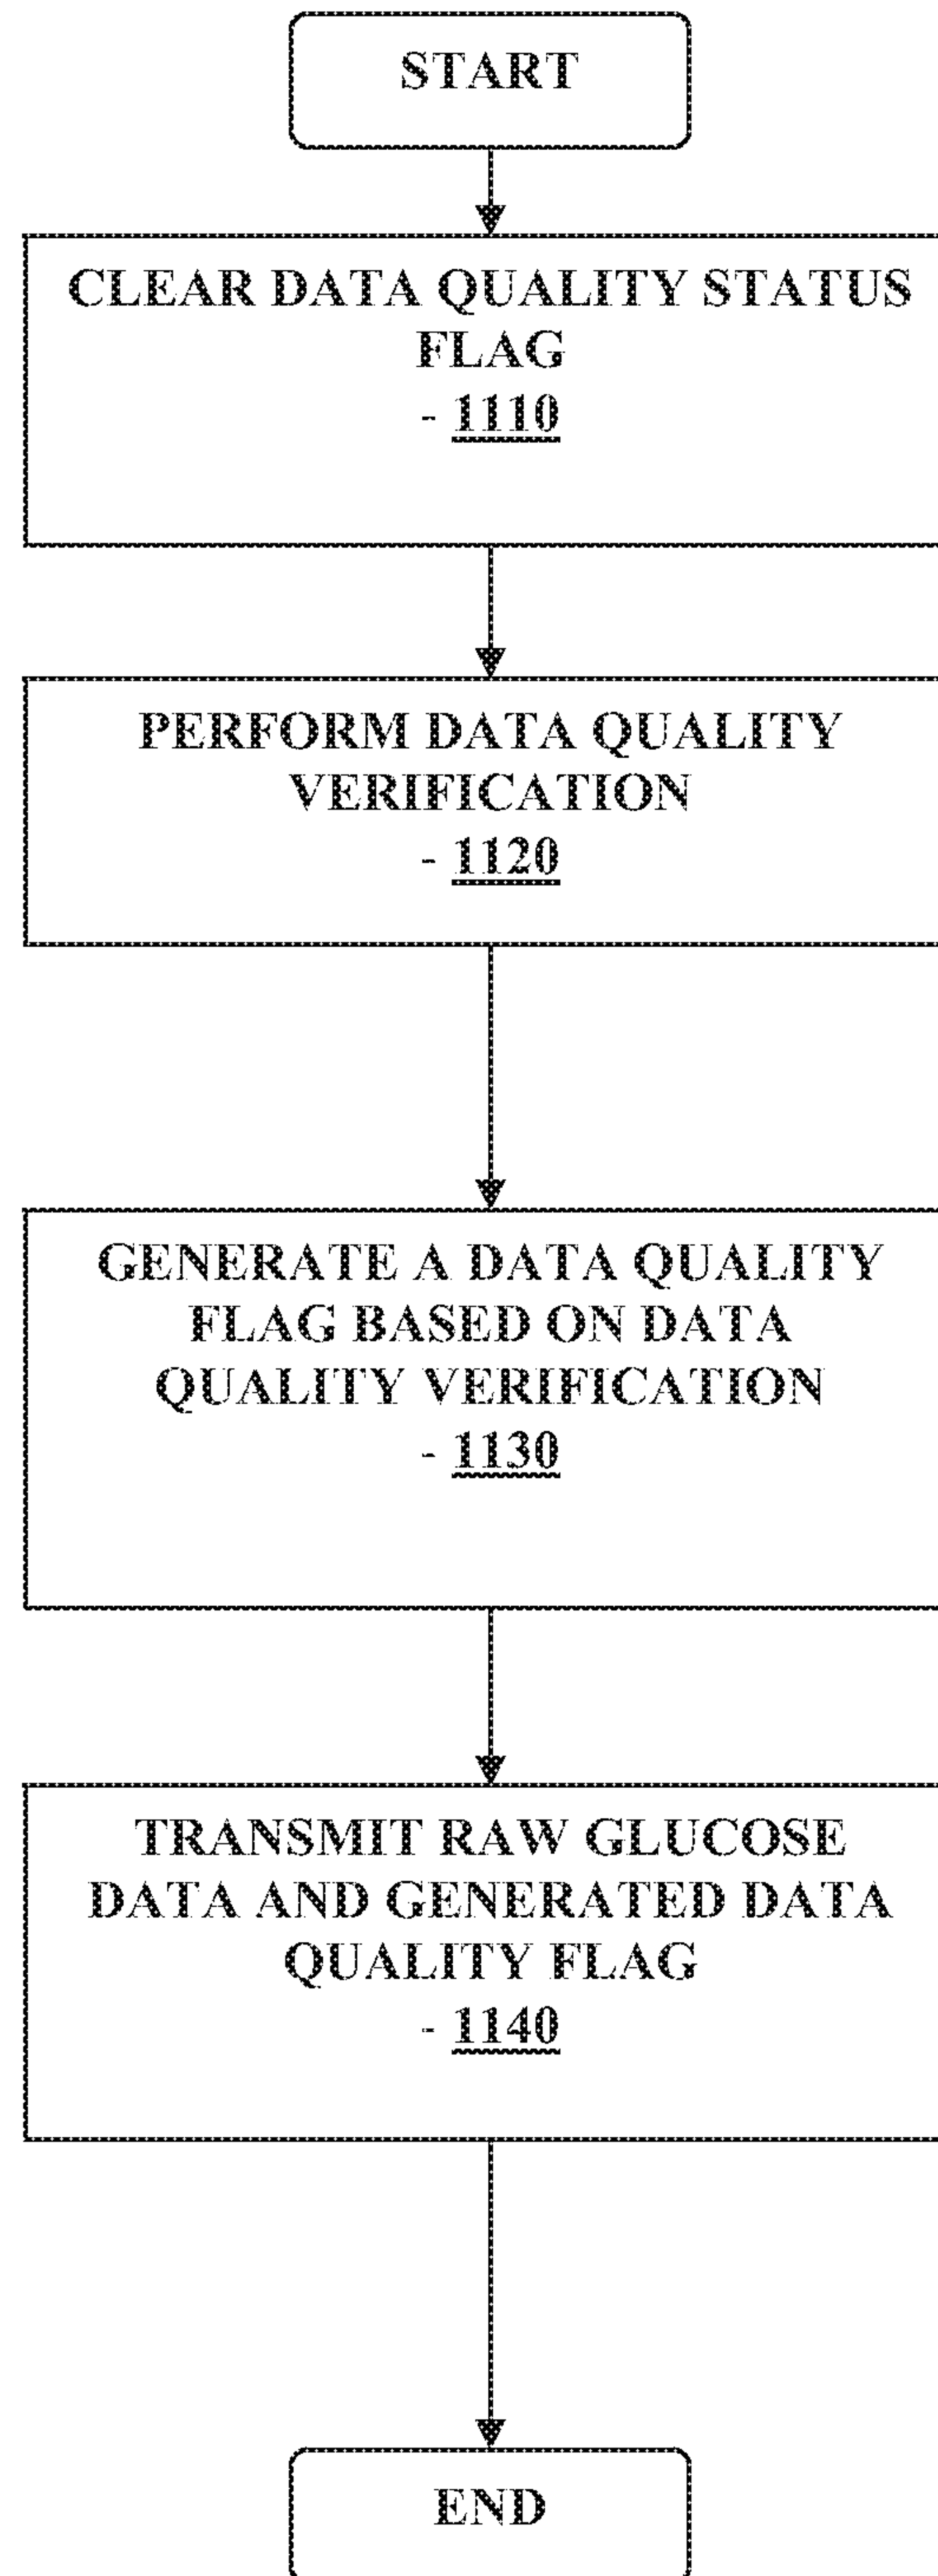 START
CLEAR DATA QUALITY STATUS
FLAG
- 1110
PERFORM DATA QUALITY
VERIFICATION
- 1120
GENERATE A DATA QUALITY
FLAG BASED ON DATA
QUALITY VERIFICATION
- 1130
TRANSMIT RAW GLUCOSE
DATA AND GENERATED DATA
QUALITY FLAG
- 1140
END